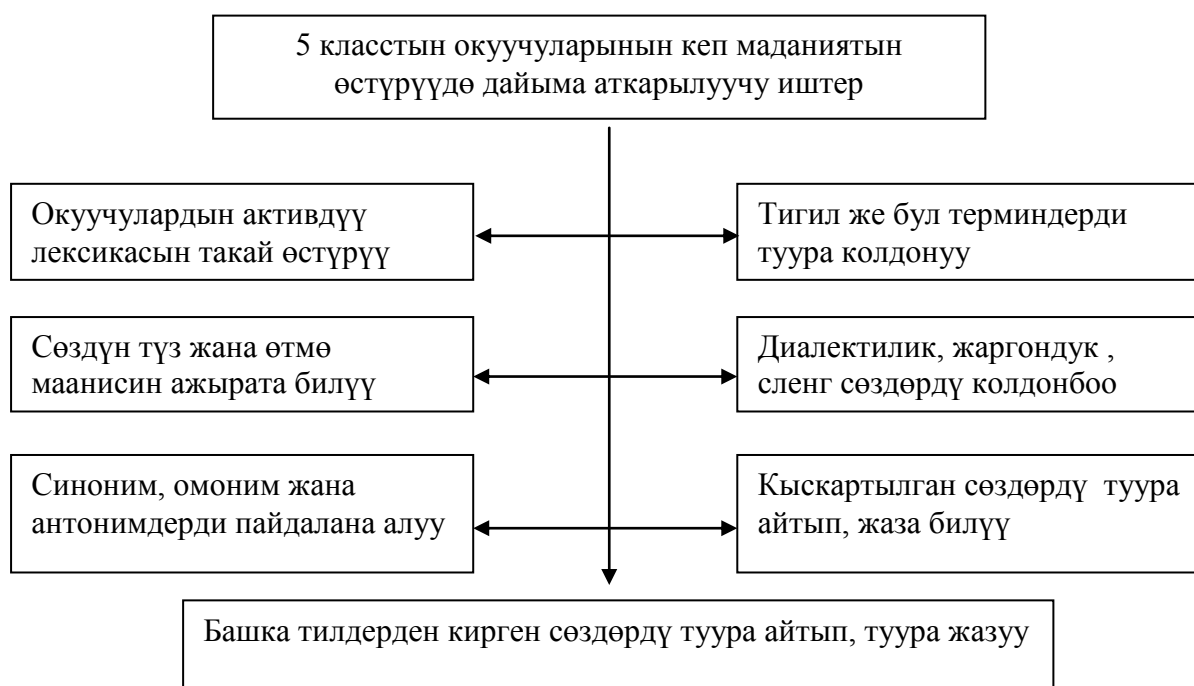 5 класстын окуучуларынын кеп маданиятын
өстүрүүдө дайыма аткарылуучу иштер
Окуучулардын активдүү
лексикасын такай өстүрүү
Тигил же бул терминдерди
туура колдонуу
Сөздүн түз жана өтмө
маанисин ажырата билүү
Диалектилик, жаргондук ,
сленг сөздөрдү колдонбоо
Синоним, омоним жана
антонимдерди пайдалана алуу
Кыскартылган сөздөрдү туура
айтып, жаза билүү
Башка тилдерден кирген сөздөрдү туура айтып, туура жазуу